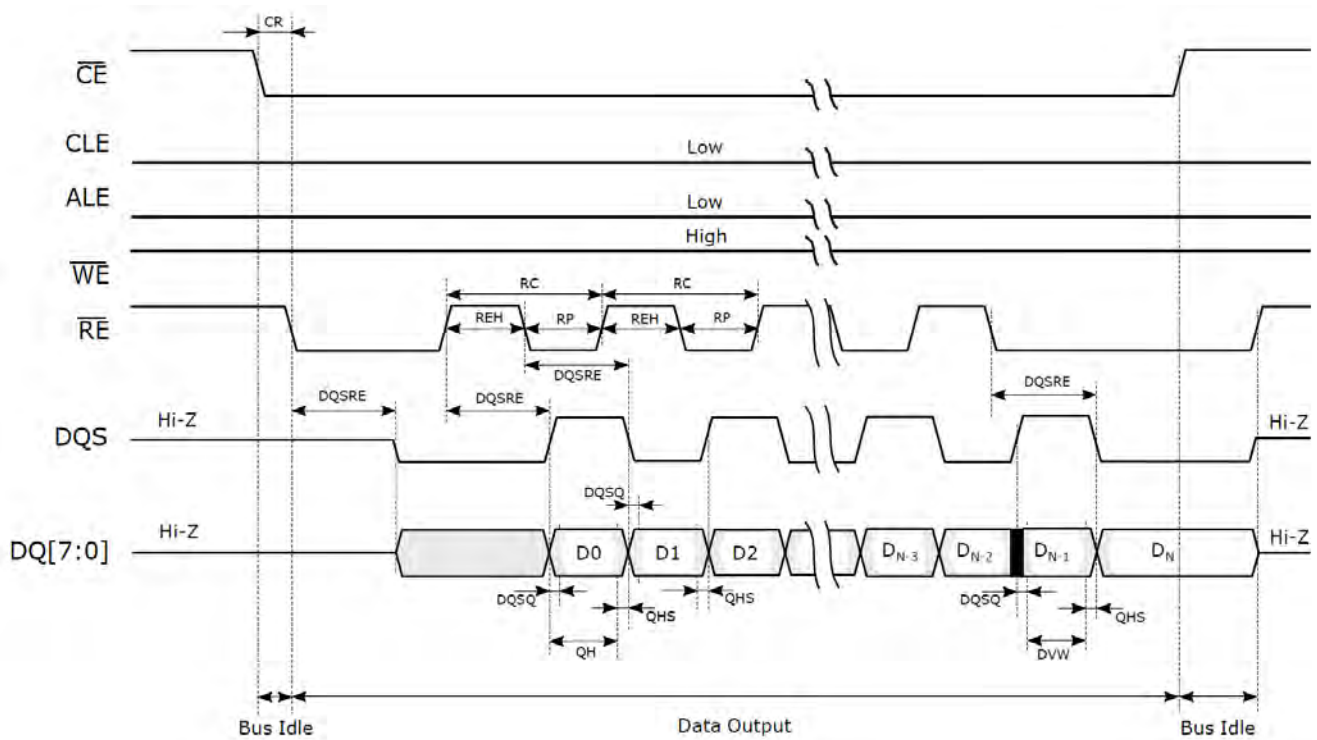 CR
CE
CLE
Low
ALE
Low
High
WE
RC RC
RE
REH RP REH RP
DQSRE
DQSRE DQSRE DQSRE
DQS
Hi-Z Hi-Z
DQSQ
DQ[7:0]
Hi-Z D0 D1 D2 DN-3 DN-2 DN-1 DN Hi-Z
DQSQ QHS QHS DQSQ QHS
QH DVW
Bus Idle Data Output Bus Idle